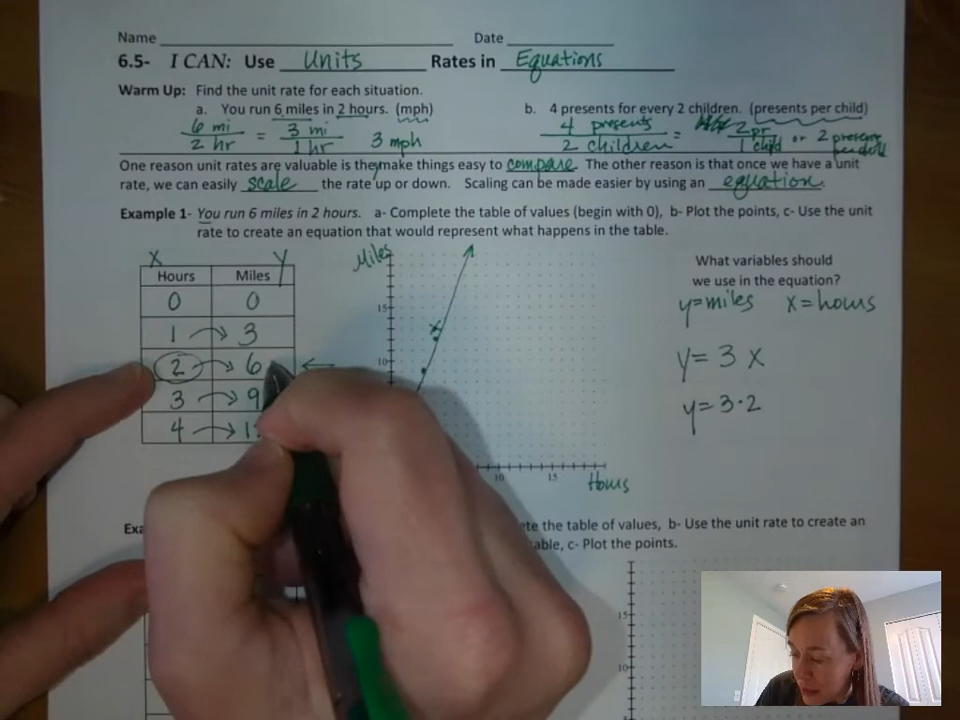 Name Date
6.5- I CAN: Use Units Rates in Equations
Warm Up: Find the unit rate for each situation.
a. You run 6 miles in 2 hours. (mph)
6 mi / 2 hr = 3 mi / 1 hr 3 mph
b. 4 presents for every 2 children. (presents per child)
4 presents / 2 children = 2 pr / 1 child or 2 presents
One reason unit rates are valuable is they make things easy to compare. The other reason is that once we have a unit
rate, we can easily scale the rate up or down. Scaling can be made easier by using an equation.
Example 1- You run 6 miles in 2 hours. a- Complete the table of values (begin with 0), b- Plot the points, c- Use the unit
rate to create an equation that would represent what happens in the table.
X Y
Hours Miles
0 0
1 3
2 6
3 9
4
Miles
15
10
10 15
Hours
What variables should
we use in the equation?
y=miles x=hours
y=3x
y=3·2
Exa
te the table of values, b- Use the unit rate to create an
able, c- Plot the points.
15
10